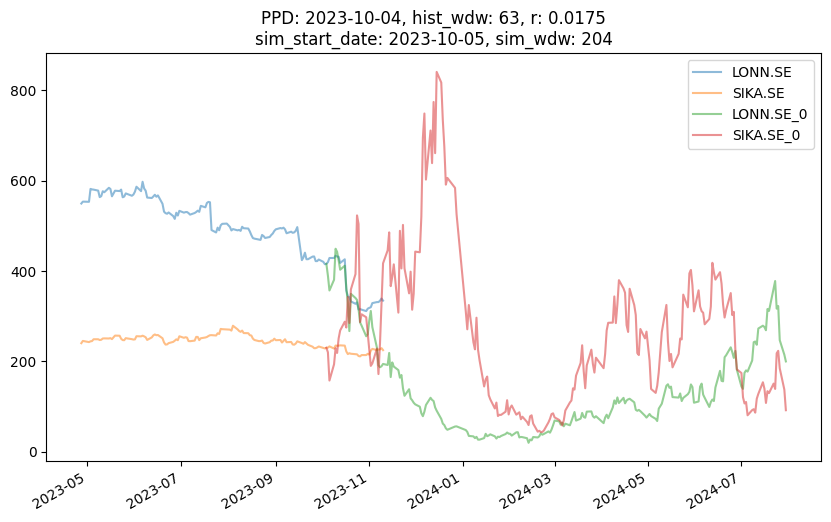 PPD: 2023-10-04, hist_wdw: 63, r: 0.0175
sim_start_date: 2023-10-05, sim_wdw: 204
LONN.SE
SIKA.SE
LONN.SE_0
SIKA.SE_0
800
600
400
200
0
2023-05
2023-07
2023-09
2023-11
2024-01
2024-03
2024-05
2024-07